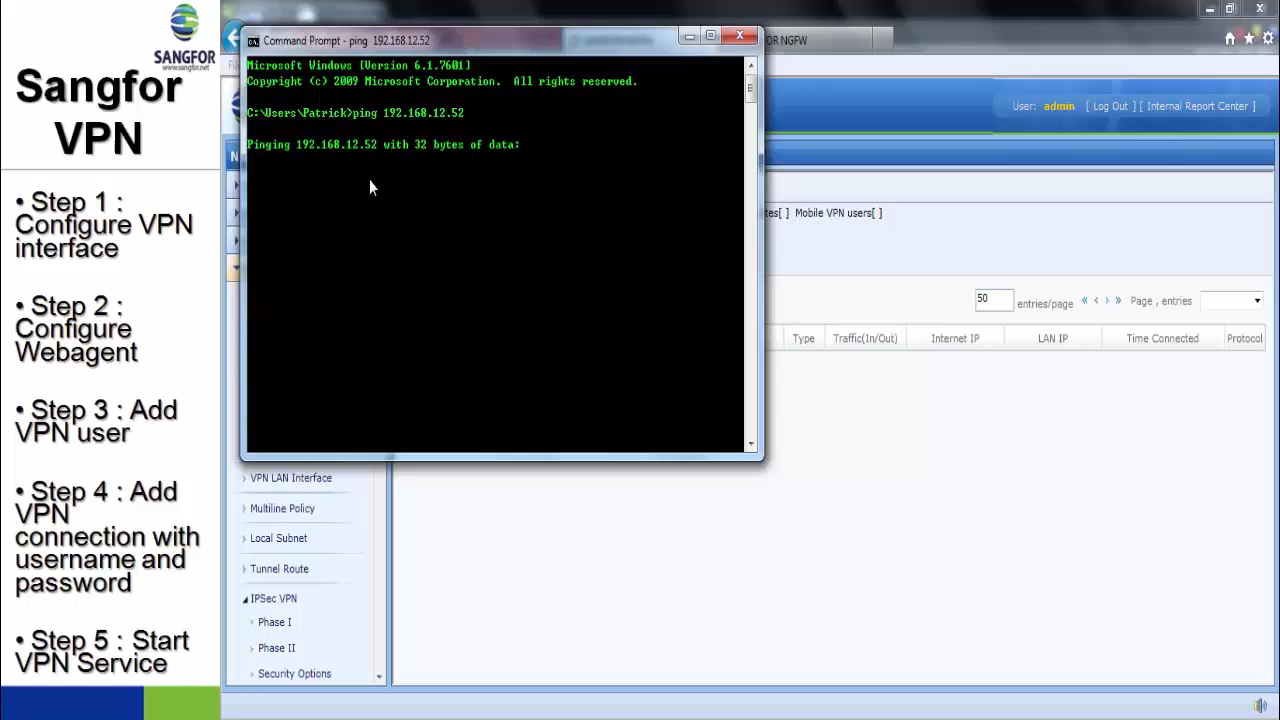 SANGFOR
www.sangfor.net
Sangfor
VPN
• Step 1 :
Configure VPN
interface
• Step 2 :
Configure
Webagent
• Step 3 : Add
VPN user
• Step 4 : Add
VPN
connection with
username and
password
• Step 5 : Start
VPN Service
Command Prompt - ping 192.168.12.52
Microsoft Windows [Version 6.1.7601]
Copyright (c) 2009 Microsoft Corporation. All rights reserved.
C:\Users\Patrick>ping 192.168.12.52
Pinging 192.168.12.52 with 32 bytes of data:
NGFW
User: admin [ Log Out ] [ Internal Report Center ]
Mobile VPN users[ ]
50 entries/page Page , entries
Type Traffic(In/Out) Internet IP LAN IP Time Connected Protocol
VPN LAN Interface
Multiline Policy
Local Subnet
Tunnel Route
IPSec VPN
Phase I
Phase II
Security Options